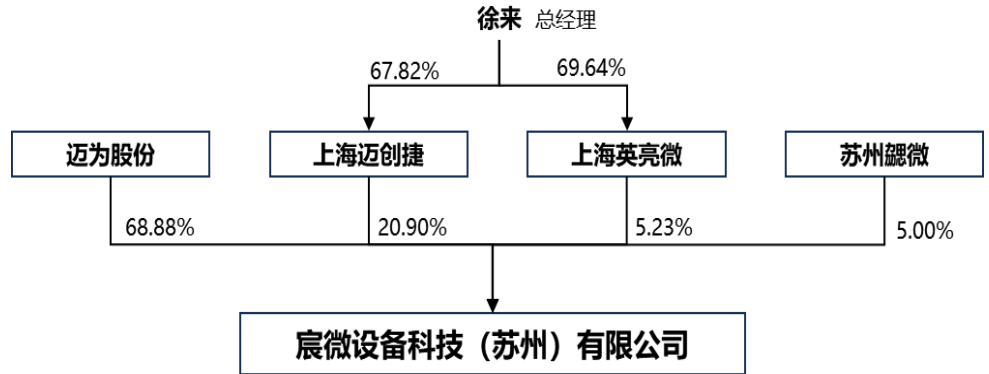 徐来 总经理
67.82%
69.64%
迈为股份
上海迈创捷
上海英亮微
苏州勰微
68.88%
20.90%
5.23%
5.00%
宸微设备科技（苏州）有限公司